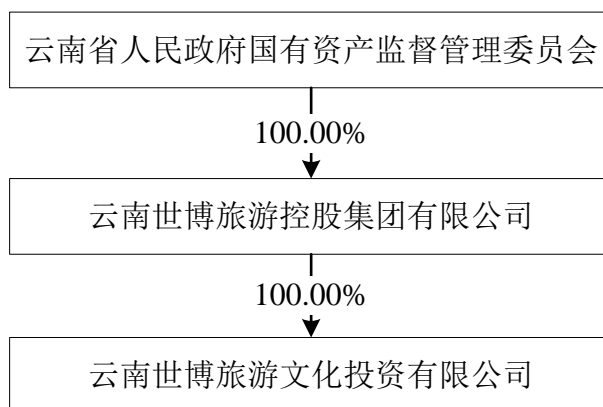 云南省人民政府国有资产监督管理委员会
100.00%
云南世博旅游控股集团有限公司
100.00%
云南世博旅游文化投资有限公司